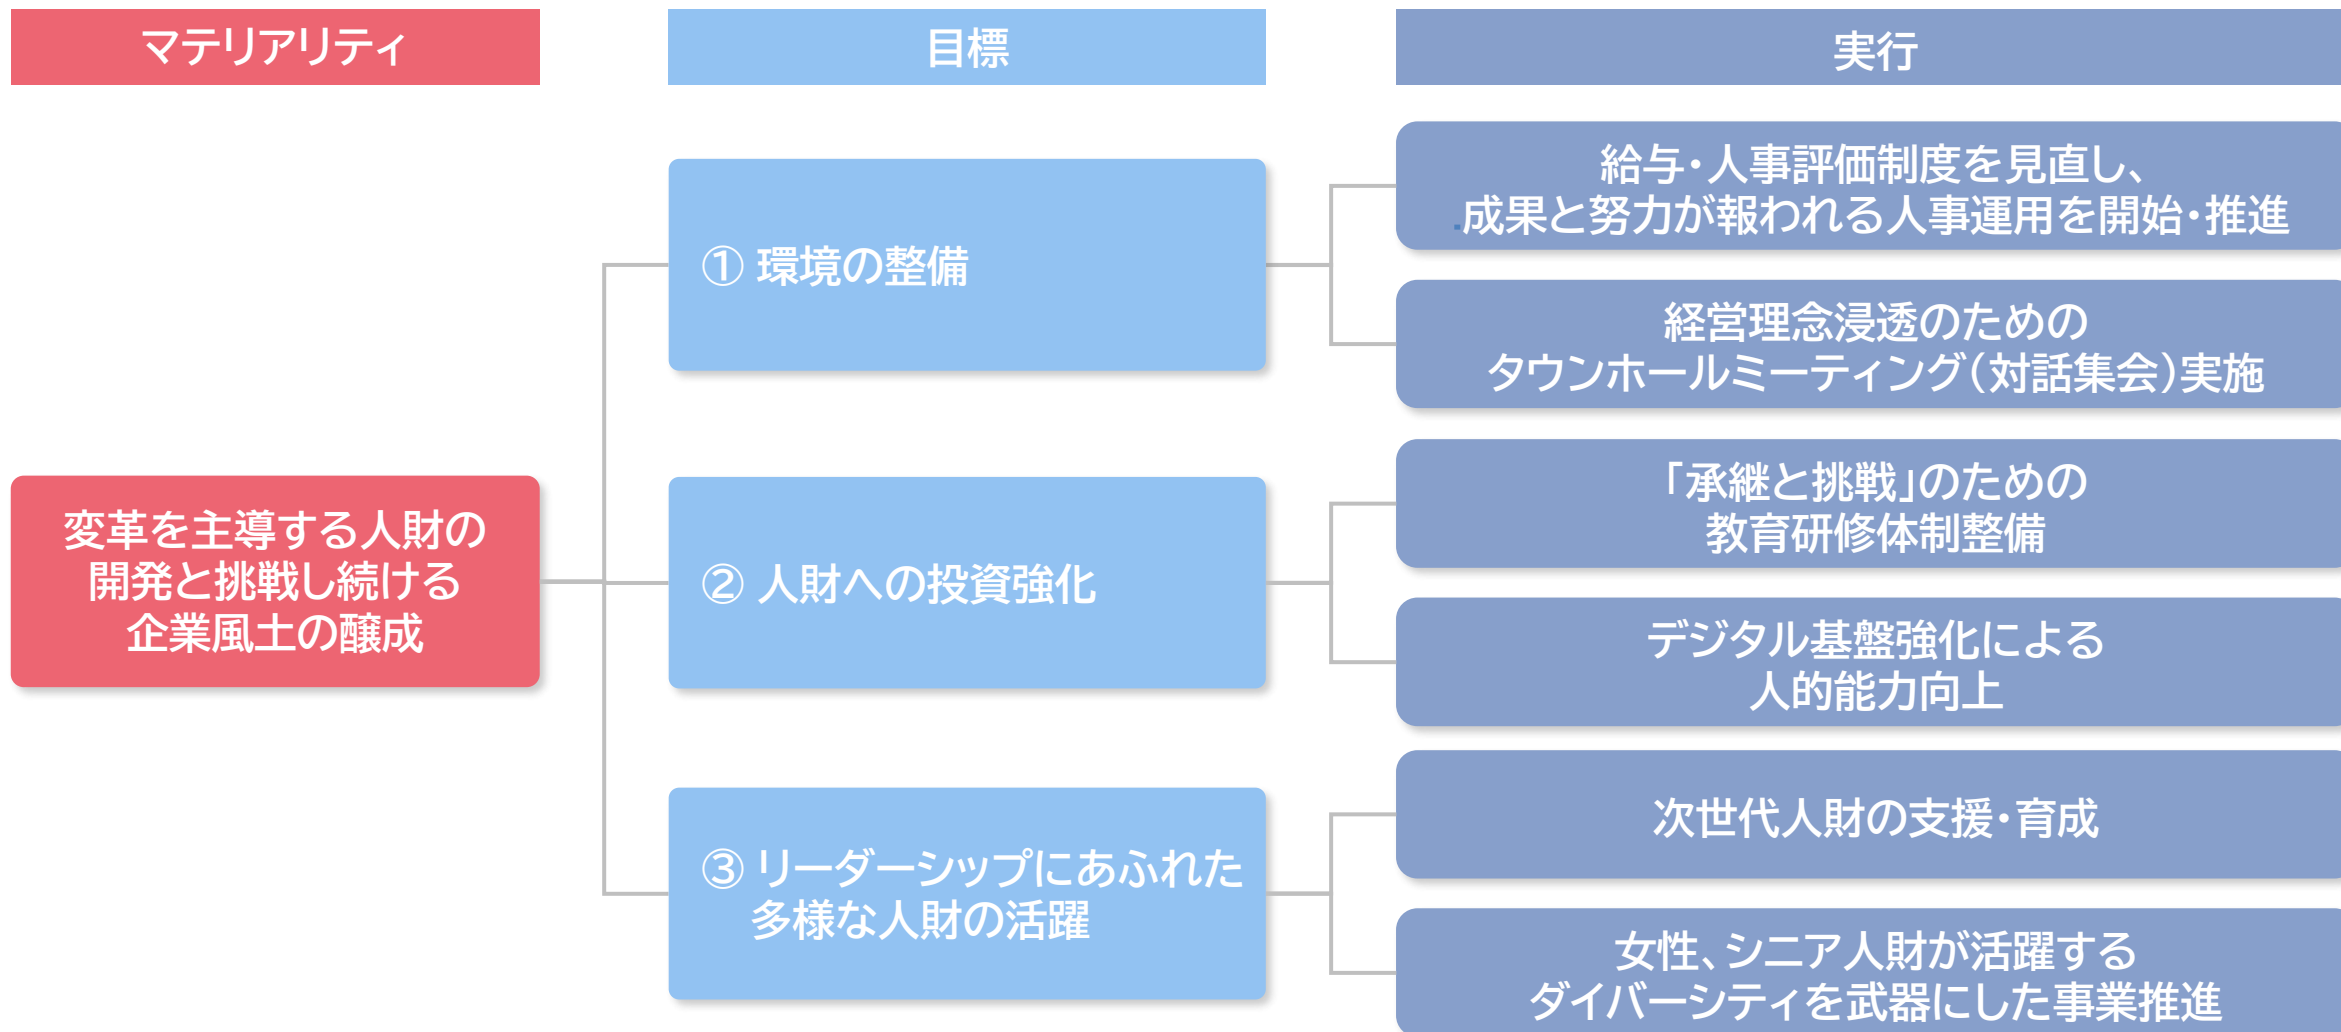 マテリアリティ
目標
実行
変革を主導する人財の
開発と挑戦し続ける
企業風土の醸成
① 環境の整備
給与・人事評価制度を見直し、
成果と努力が報われる人事運用を開始・推進
経営理念浸透のための
タウンホールミーティング（対話集会）実施
② 人財への投資強化
「承継と挑戦」のための
教育研修体制整備
デジタル基盤強化による
人的能力向上
③ リーダーシップにあふれた
多様な人財の活躍
次世代人財の支援・育成
女性、シニア人財が活躍する
ダイバーシティを武器にした事業推進